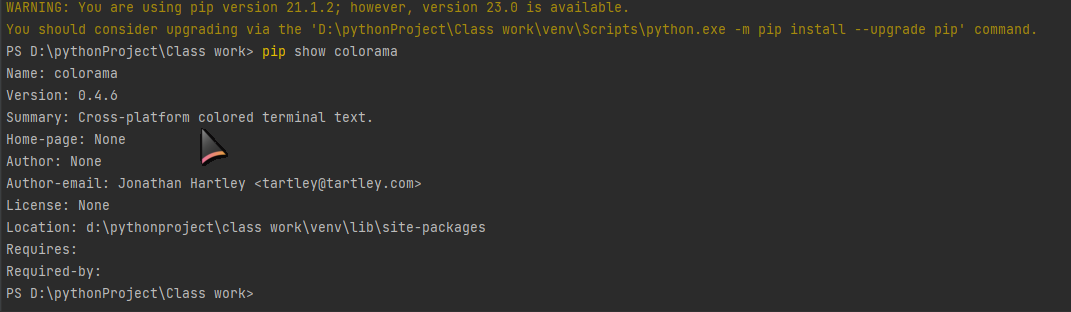 WARNING: You are using pip version 21.1.2; however, version 23.0 is available.
You should consider upgrading via the 'D:\pythonProject\Class work\venv\Scripts\python.exe -m pip install --upgrade pip' command.
PS D:\pythonProject\Class work> pip show colorama
Name: colorama
Version: 0.4.6
Summary: Cross-platform colored terminal text.
Home-page: None
Author: None
Author-email: Jonathan Hartley <tartley@tartley.com>
License: None
Location: d:\pythonproject\class work\venv\lib\site-packages
Requires:
Required-by:
PS D:\pythonProject\Class work>